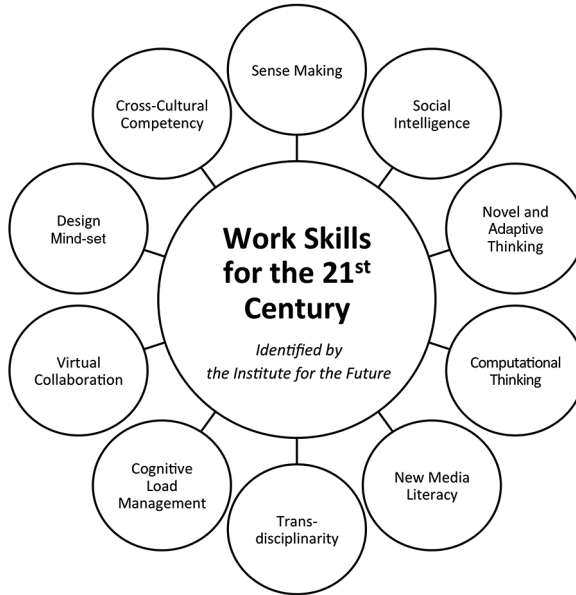 Work Skills
for the 21st
Century
Identified by
the Institute for the Future
Sense Making
Social
Intelligence
Novel and
Adaptive
Thinking
Computational
Thinking
New Media
Literacy
Trans-
disciplinarity
Cognitive
Load
Management
Virtual
Collaboration
Design
Mind-set
Cross-Cultural
Competency